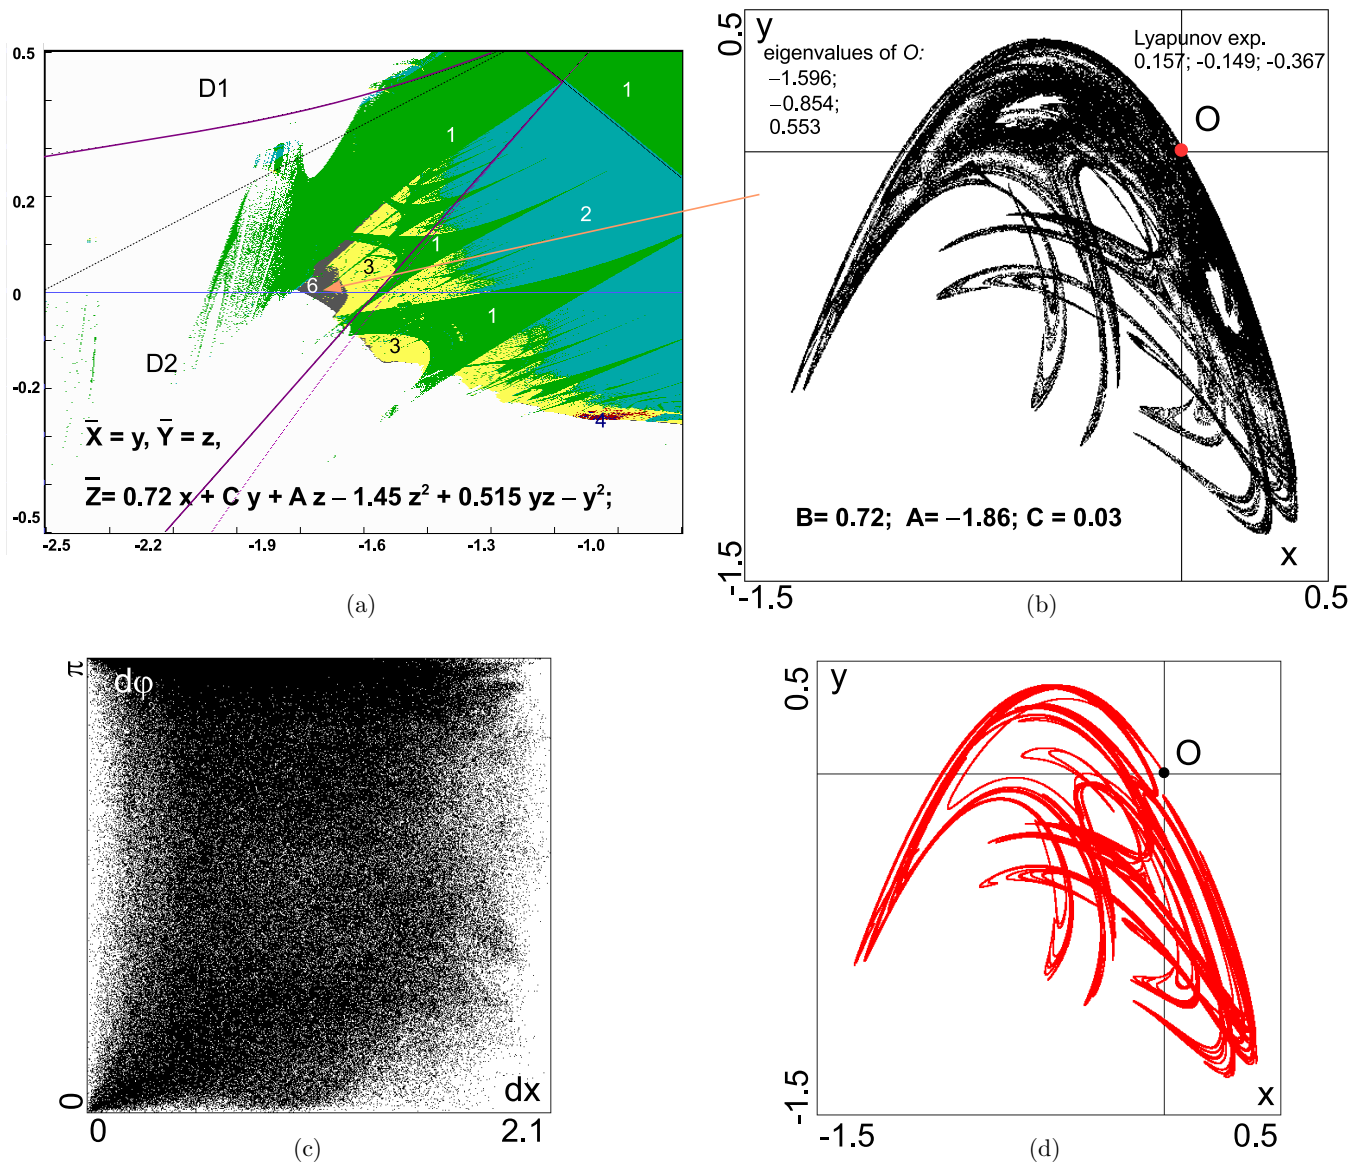 0.5
0.2
0
-0.2
-0.5
D1
1
1
2
1
3
6
1
3
D2
4
X̅ = y, Y̅ = z,
Z̅= 0.72 x + C y + A z – 1.45 z² + 0.515 yz – y²;
-2.5 -2.2 -1.9 -1.6 -1.3 -1.0
(a)
0.5
y
eigenvalues of O:
–1.596;
–0.854;
0.553
Lyapunov exp.
0.157; -0.149; -0.367
O
B= 0.72; A= –1.86; C = 0.03
x
-1.5
-1.5 0.5
(b)
π
dφ
0
dx
0 2.1
(c)
0.5
y
O
-1.5
x
-1.5 0.5
(d)